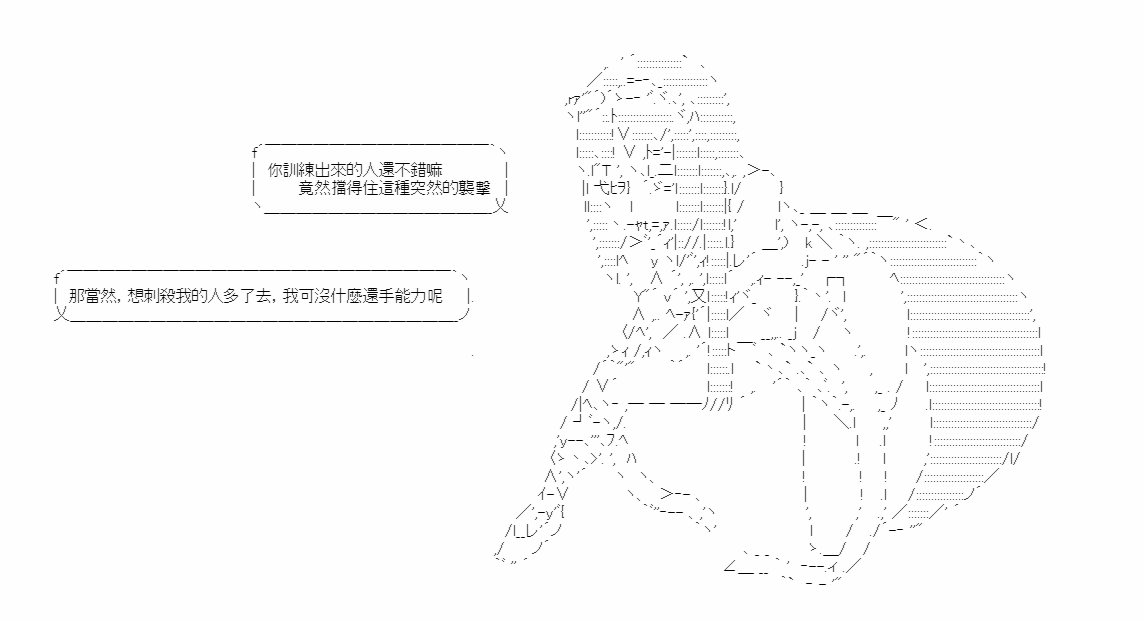 你訓練出來的人還不錯嘛
竟然擋得住這種突然的襲擊
那當然，想刺殺我的人多了去，我可沒什麼還手能力呢